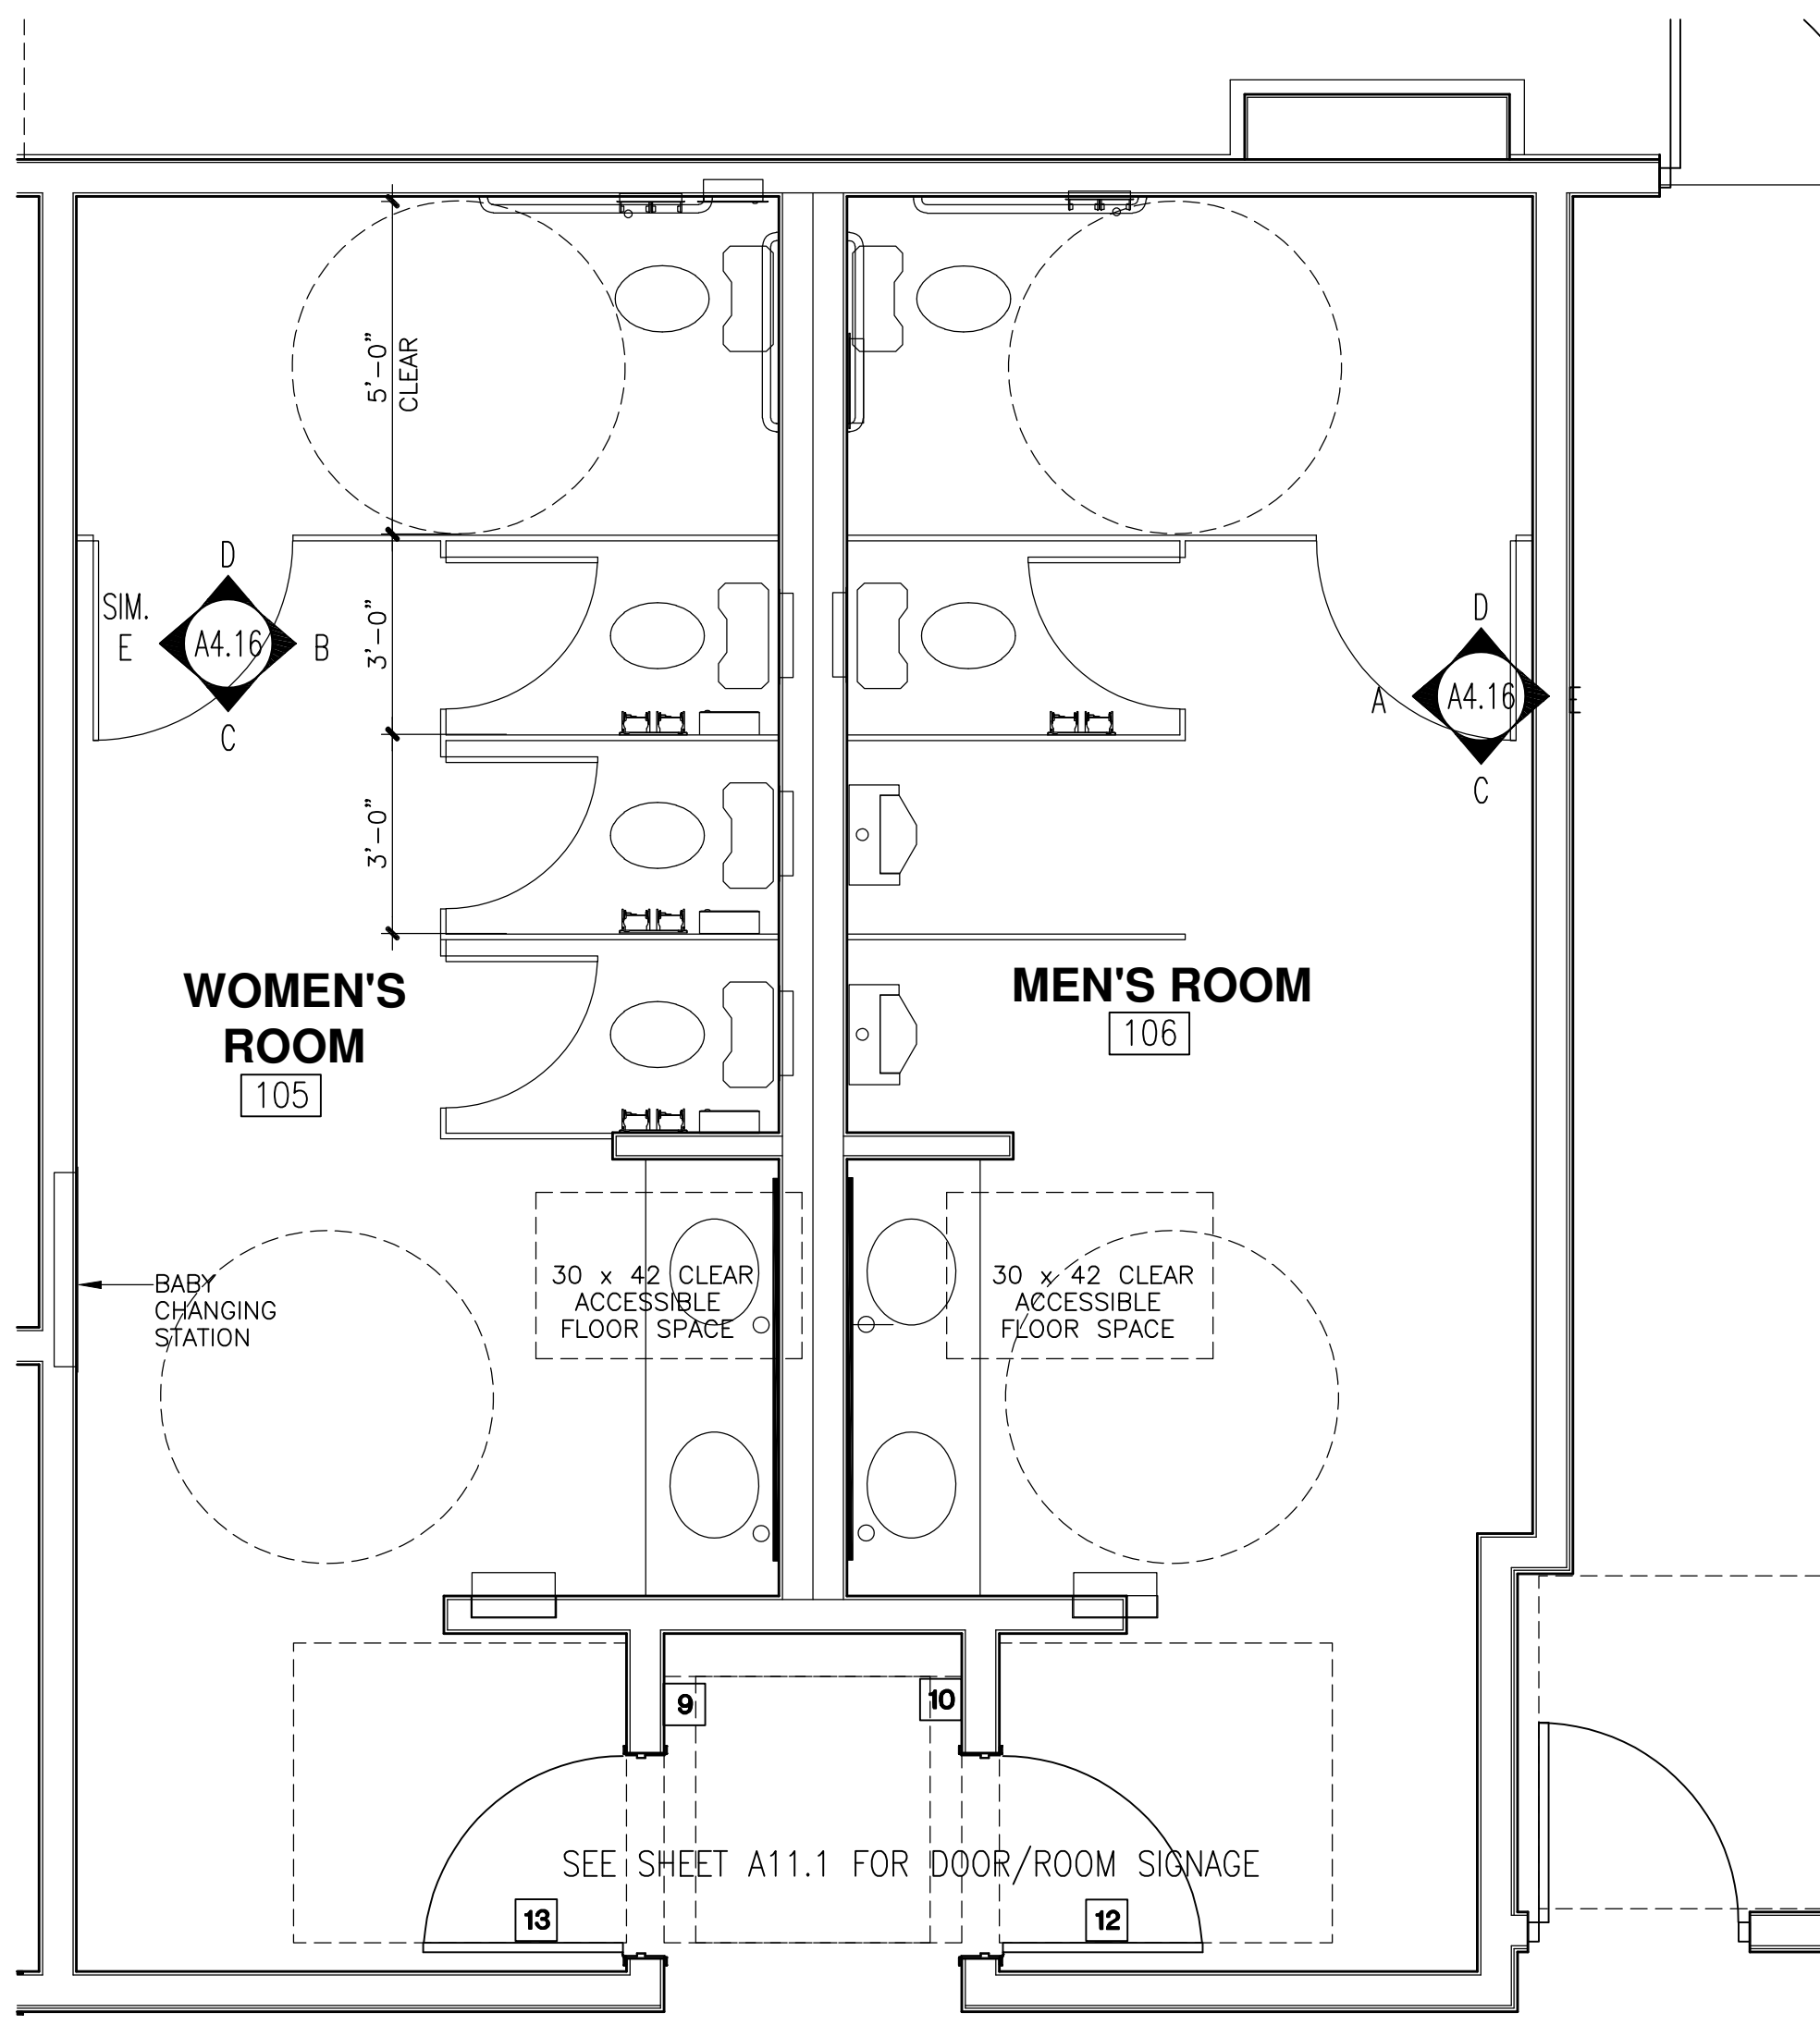 5'-0"
CLEAR
D
SIM.
E
A4.16
B
C
3'-0"
3'-0"
D
A
A4.16
E
C
WOMEN'S
ROOM
105
MEN'S ROOM
106
BABY
CHANGING
STATION
30 x 42 CLEAR
ACCESSIBLE
FLOOR SPACE
30 x 42 CLEAR
ACCESSIBLE
FLOOR SPACE
9
10
SEE SHEET A11.1 FOR DOOR/ROOM SIGNAGE
13
12